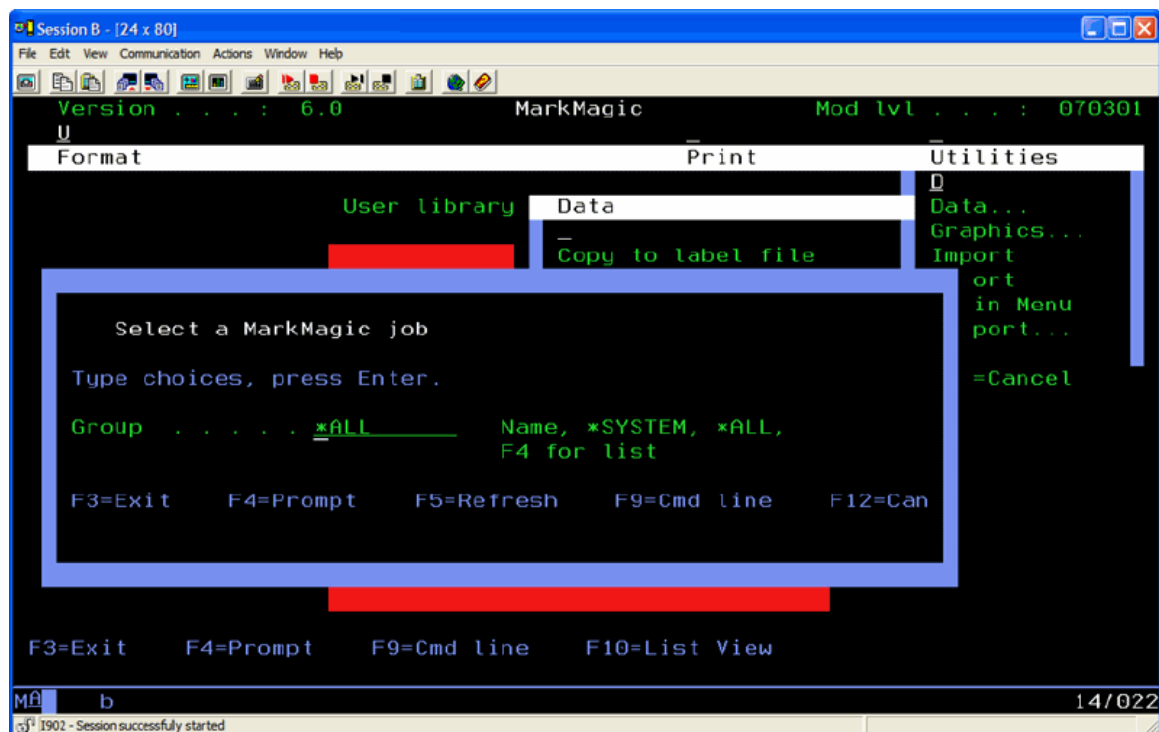 Session B - [24 x 80]
File Edit View Communication Actions Window Help
Version . . . : 6.0 MarkMagic Mod lvl . . . : 070301
U
Format Print Utilities
D
User library Data Data...
Graphics...
Copy to label file Import
ort
in Menu
Select a MarkMagic job port...
Type choices, press Enter. =Cancel
Group . . . . . *ALL Name, *SYSTEM, *ALL,
F4 for list
F3=Exit F4=Prompt F5=Refresh F9=Cmd line F12=Can
F3=Exit F4=Prompt F9=Cmd line F10=List View
MA b 14/022
I902 - Session successfuly started